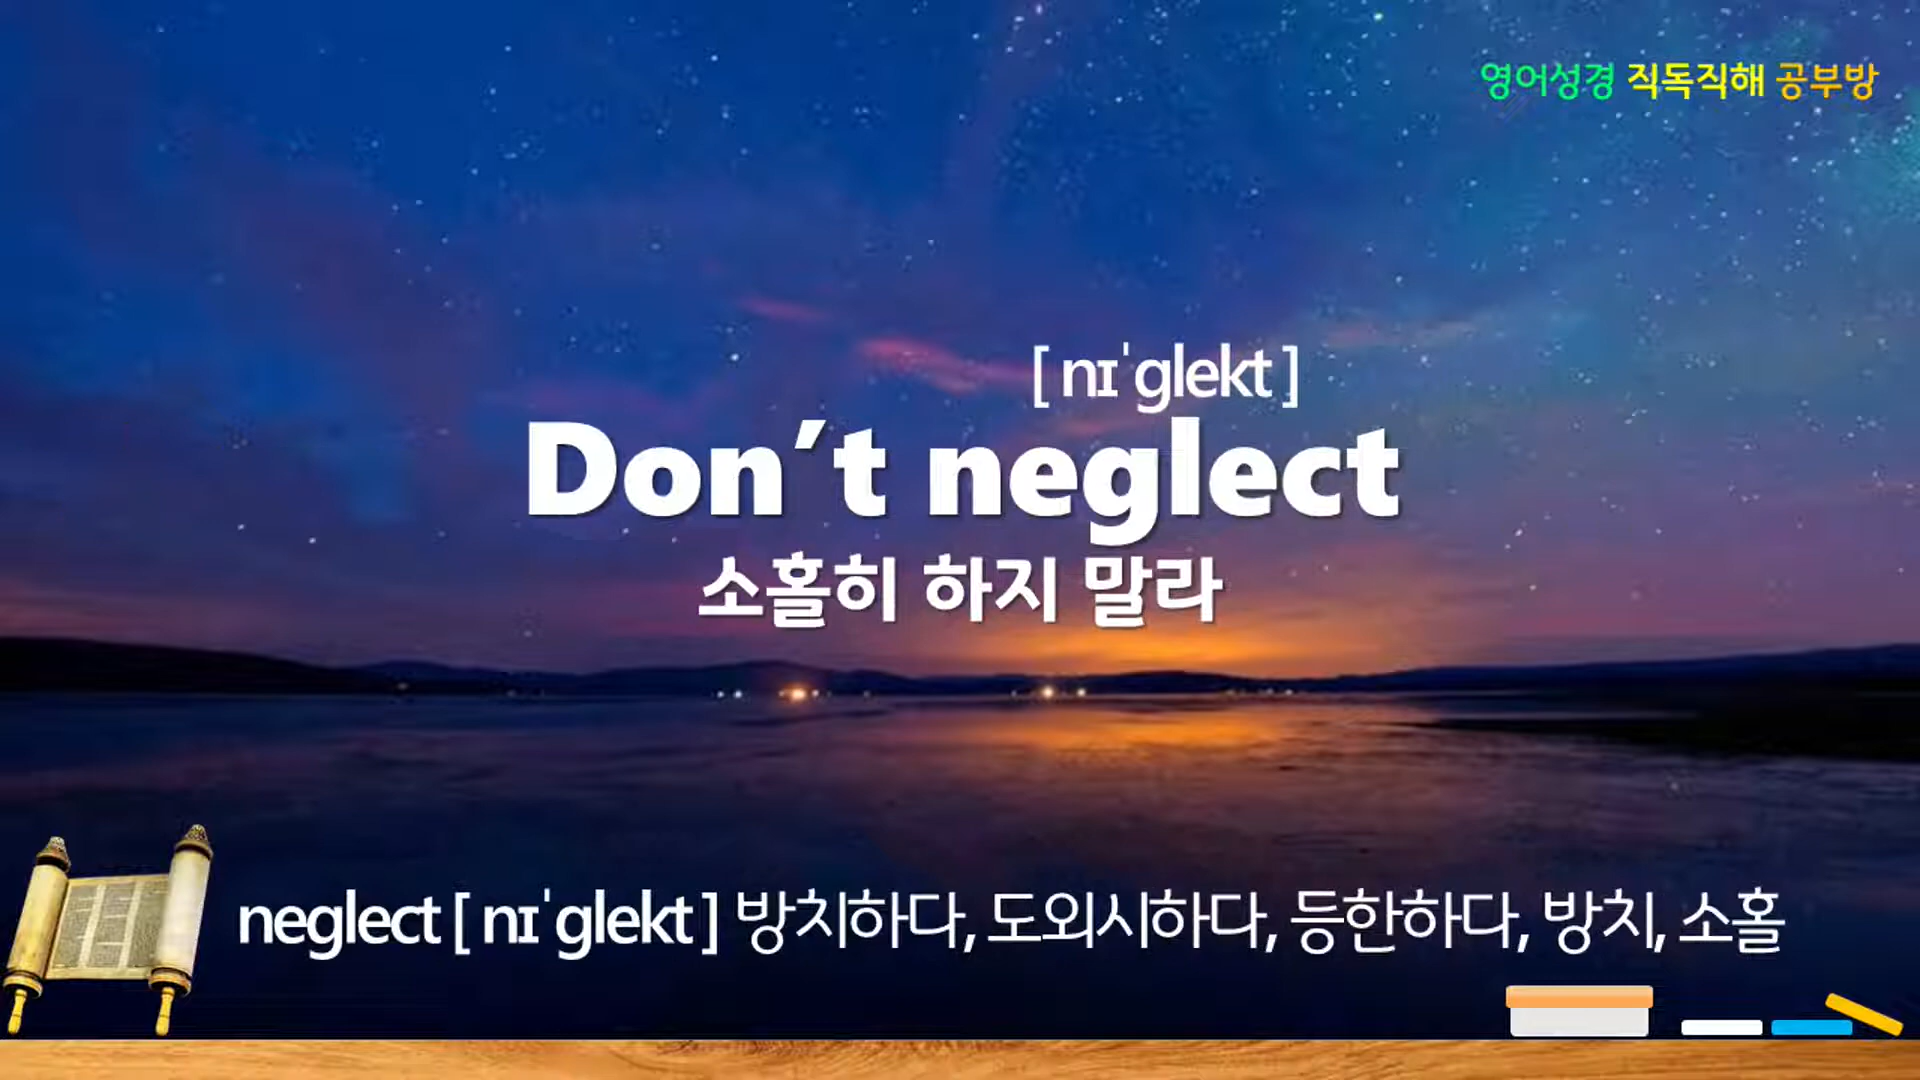 영어성경 직독직해 공부방
[ nɪˈglekt ]
Don’t neglect
소홀히 하지 말라
neglect [ nɪˈglekt ] 방치하다, 도외시하다, 등한하다, 방치, 소홀